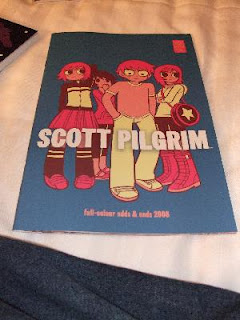 SCOTT PILGRIM
full-colour odds & ends 2008